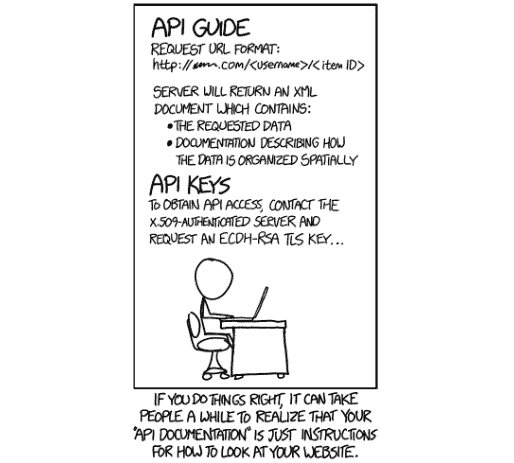 API GUIDE
REQUEST URL FORMAT:
http://~~~.com/<username>/<item ID>
SERVER WILL RETURN AN XML
DOCUMENT WHICH CONTAINS:
• THE REQUESTED DATA
• DOCUMENTATION DESCRIBING HOW
THE DATA IS ORGANIZED SPATIALLY
API KEYS
TO OBTAIN API ACCESS, CONTACT THE
X.509-AUTHENTICATED SERVER AND
REQUEST AN ECDH-RSA TLS KEY...
IF YOU DO THINGS RIGHT, IT CAN TAKE
PEOPLE A WHILE TO REALIZE THAT YOUR
"API DOCUMENTATION" IS JUST INSTRUCTIONS
FOR HOW TO LOOK AT YOUR WEBSITE.